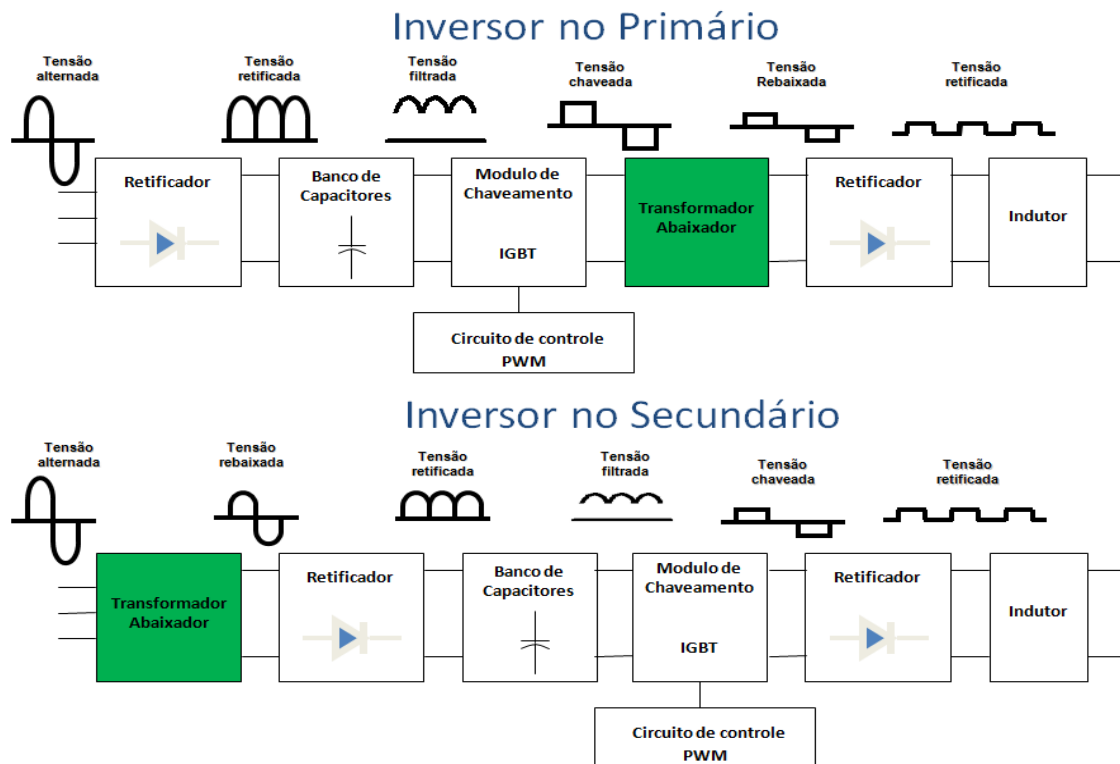 Inversor no Primário
Tensão
alternada
Tensão
retificada
Tensão
filtrada
Tensão
chaveada
Tensão
Rebaixada
Tensão
retificada
Retificador
Banco de
Capacitores
Modulo de
Chaveamento
IGBT
Transformador
Abaixador
Retificador
Indutor
Circuito de controle
PWM
Inversor no Secundário
Tensão
alternada
Tensão
rebaixada
Tensão
retificada
Tensão
filtrada
Tensão
chaveada
Tensão
retificada
Transformador
Abaixador
Retificador
Banco de
Capacitores
Modulo de
Chaveamento
IGBT
Retificador
Indutor
Circuito de controle
PWM